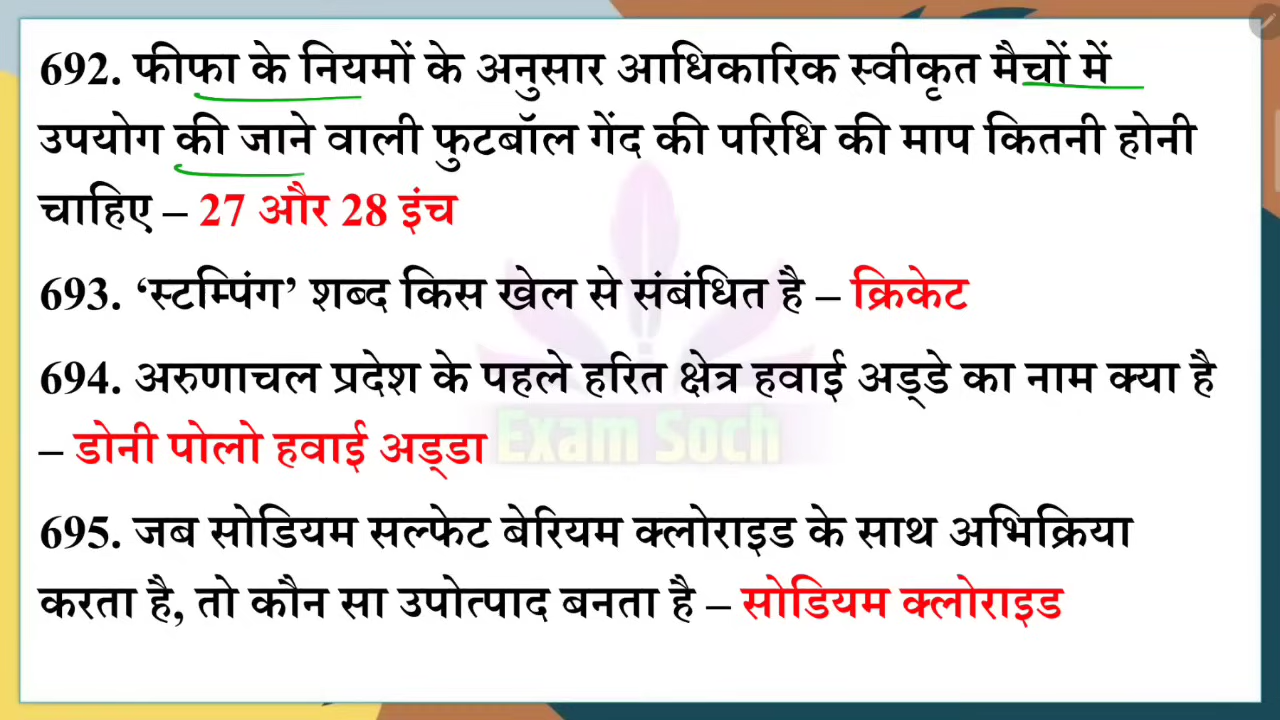 692. फीफा के नियमों के अनुसार आधिकारिक स्वीकृत मैचों में
उपयोग की जाने वाली फुटबॉल गेंद की परिधि की माप कितनी होनी
चाहिए – 27 और 28 इंच
693. ‘स्टम्पिंग’ शब्द किस खेल से संबंधित है – क्रिकेट
694. अरुणाचल प्रदेश के पहले हरित क्षेत्र हवाई अड्डे का नाम क्या है
– डोनी पोलो हवाई अड्डा
Exam Soch
695. जब सोडियम सल्फेट बेरियम क्लोराइड के साथ अभिक्रिया
करता है, तो कौन सा उपोत्पाद बनता है – सोडियम क्लोराइड